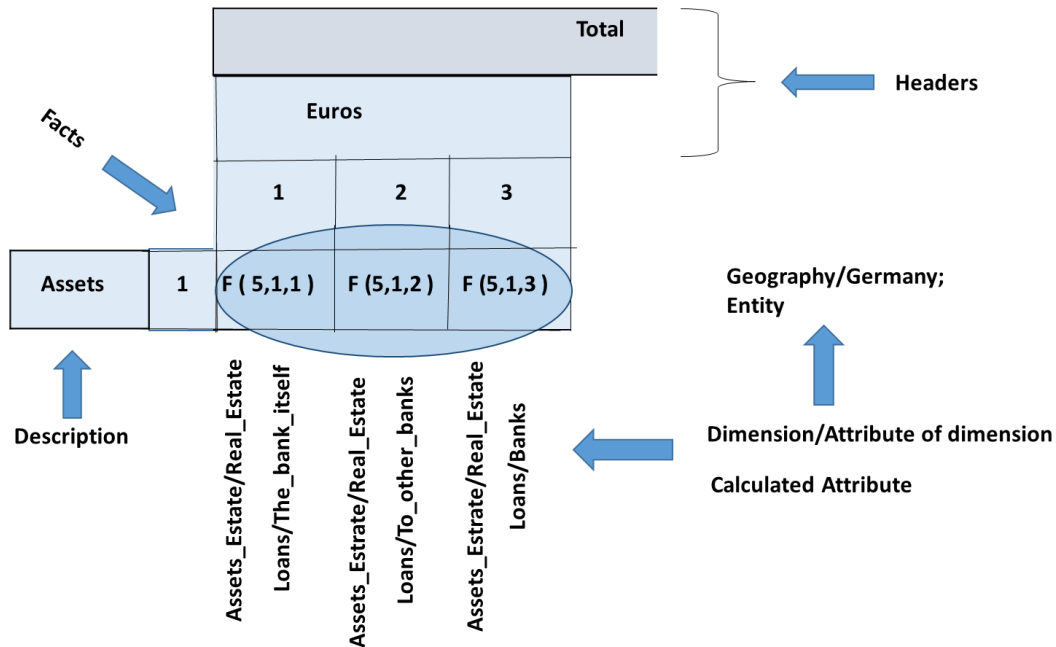 Total
Headers
Euros
Facts
1 2 3
Assets 1 F ( 5,1,1 ) F (5,1,2 ) F (5,1,3 )
Geography/Germany;
Entity
Description
Assets_Estate/Real_Estate
Loans/The_bank_itself
Assets_Estrate/Real_Estate
Loans/To_other_banks
Assets_Estrate/Real_Estate
Loans/Banks
Dimension/Attribute of dimension
Calculated Attribute